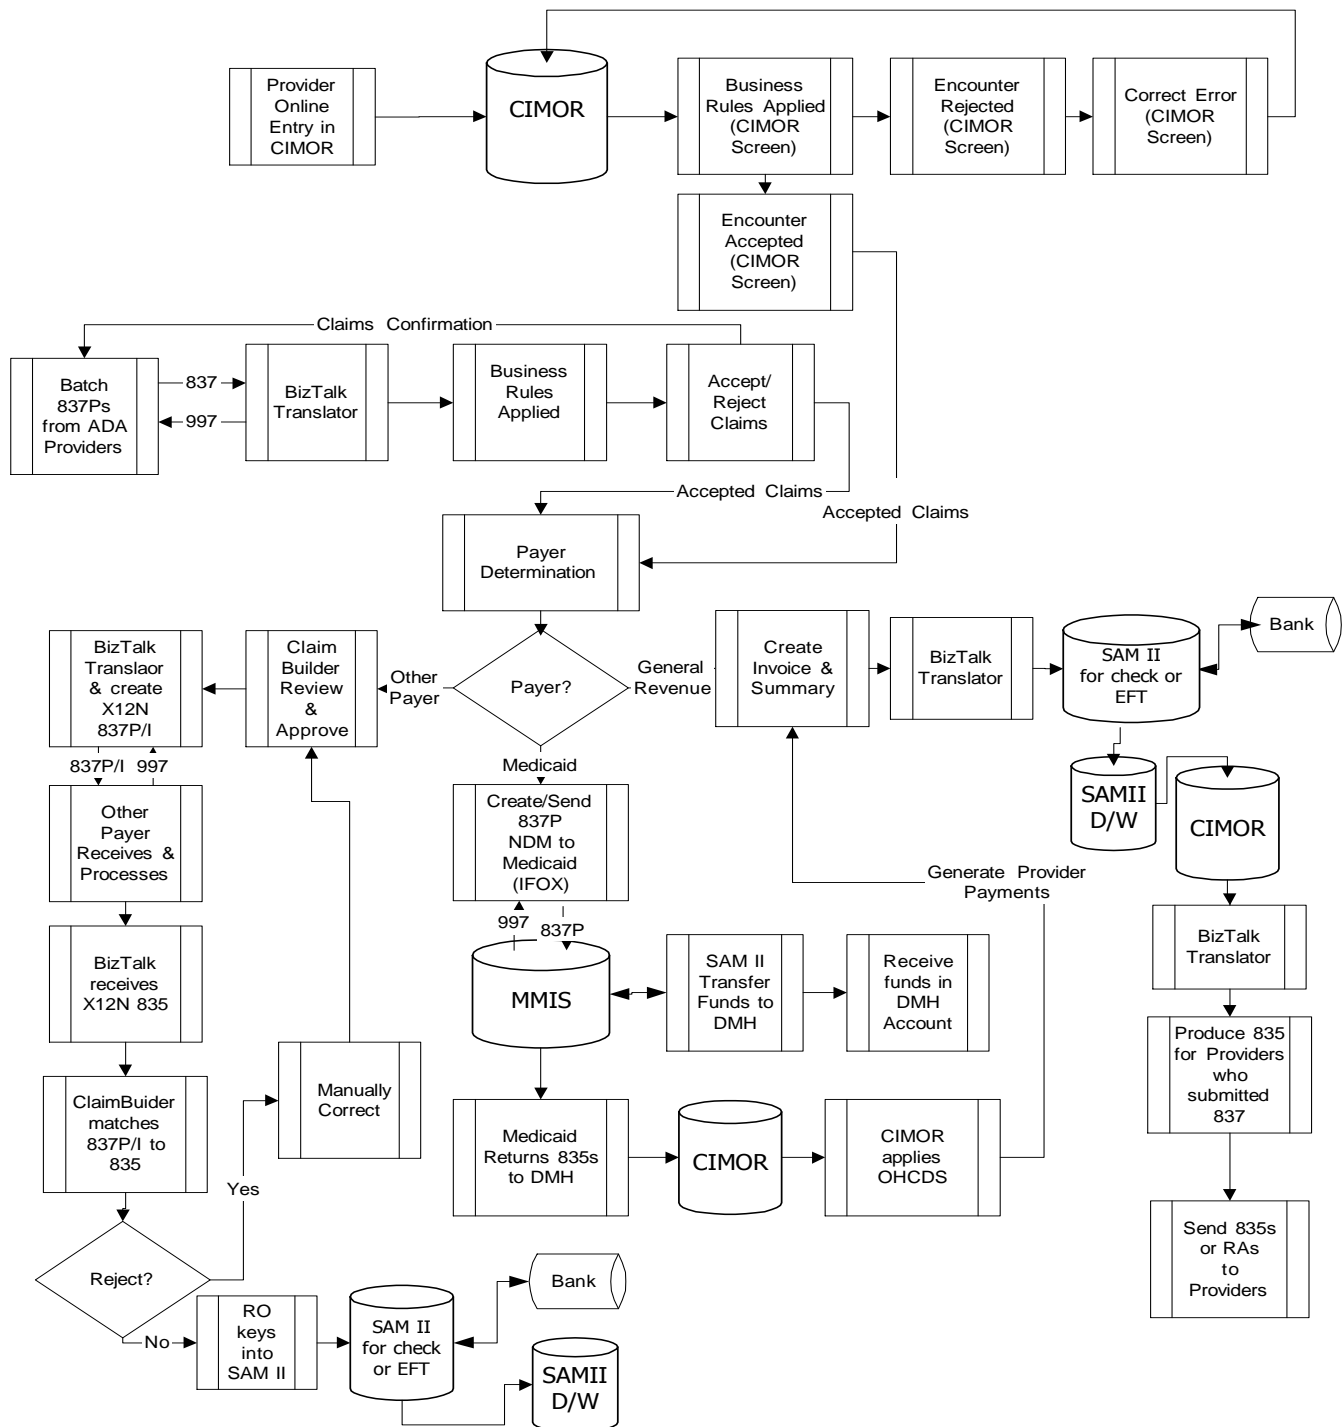 Provider
Online
Entry in
CIMOR
CIMOR
Business
Rules Applied
(CIMOR
Screen)
Encounter
Rejected
(CIMOR
Screen)
Correct Error
(CIMOR
Screen)
Encounter
Accepted
(CIMOR
Screen)
Claims Confirmation
Batch
837Ps
from ADA
Providers
837
997
BizTalk
Translator
Business
Rules
Applied
Accept/
Reject
Claims
Accepted Claims
Accepted Claims
Payer
Determination
BizTalk
Translaor
& create
X12N
837P/I
Claim
Builder
Review
&
Approve
Other
Payer
Payer?
General
Revenue
Create
Invoice &
Summary
BizTalk
Translator
SAM II
for check or
EFT
Bank
837P/I
997
Medicaid
Other
Payer
Receives &
Processes
Create/Send
837P
NDM to
Medicaid
(IFOX)
SAMII
D/W
CIMOR
Generate Provider
Payments
997
837P
BizTalk
receives
X12N 835
MMIS
SAM II
Transfer
Funds to
DMH
Receive
funds in
DMH
Account
BizTalk
Translator
ClaimBuider
matches
837P/I to
835
Manually
Correct
Medicaid
Returns 835s
to DMH
CIMOR
CIMOR
applies
OHCDS
Produce 835
for Providers
who
submitted
837
Yes
Reject?
No
RO
keys
into
SAM II
SAM II
for check
or EFT
Bank
SAMII
D/W
Send 835s
or RAs
to
Providers